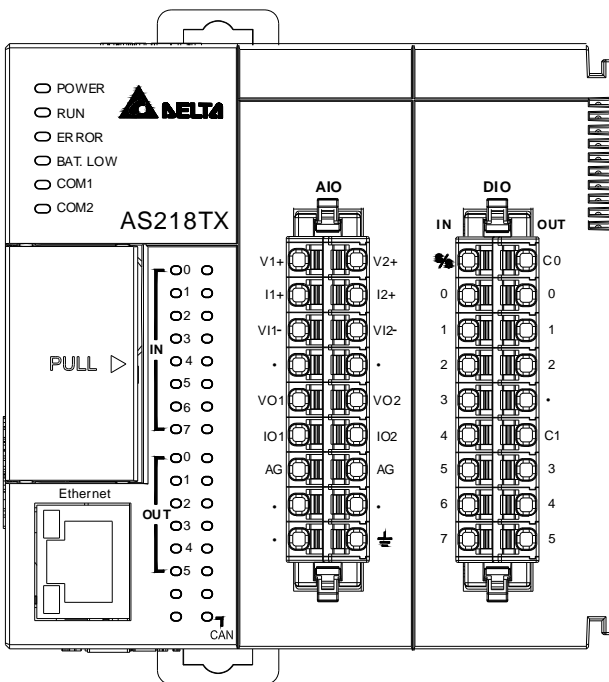 POWER
RUN
ERROR
BAT. LOW
COM1
COM2
DELTA
AS218TX
PULL
IN
0
1
2
3
4
5
6
7
OUT
0
1
2
3
4
5
CAN
Ethernet
AIO
V1+ V2+
I1+ I2+
VI1- VI2-
• •
VO1 VO2
IO1 IO2
AG AG
• •
•
DIO
IN OUT
S/S C0
0 0
1 1
2 2
3 •
4 C1
5 3
6 4
7 5